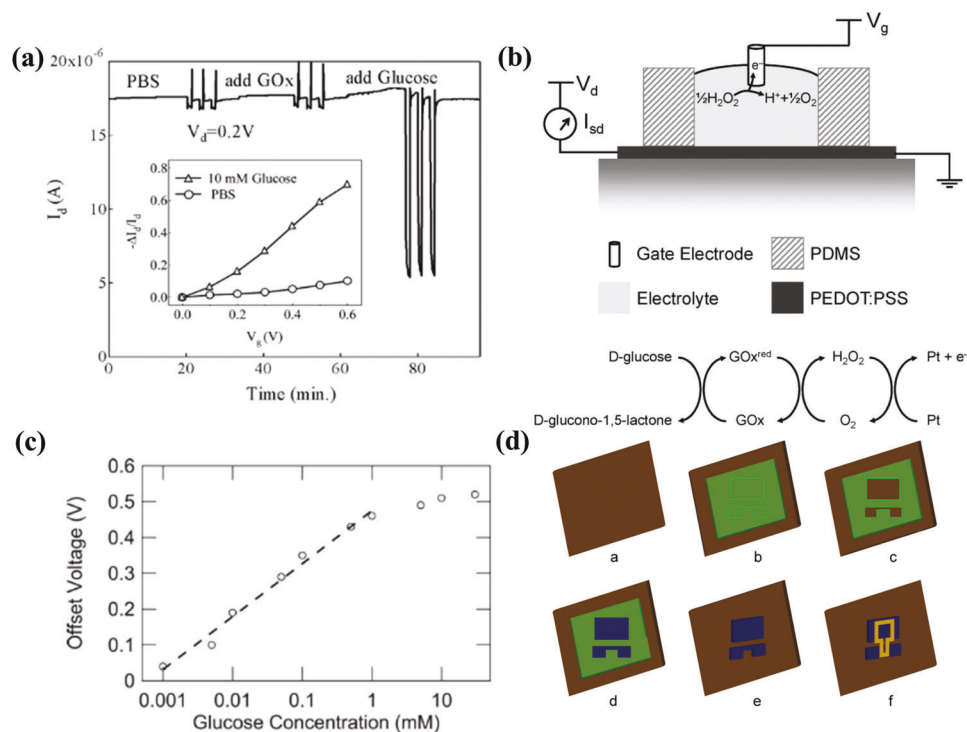 (a)
20x10⁻⁶
PBS
add GOx
add Glucose
V_d=0.2V
15
10
5
0
I_d (A)
0.8
0.6
0.4
0.2
0.0
-ΔI_d/I_d
10 mM Glucose
PBS
0.0 0.2 0.4 0.6
V_g (V)
0 20 40 60 80
Time (min.)
(b)
V_g
V_d
I_sd
e⁻
½H₂O₂ H⁺+½O₂
Gate Electrode
PDMS
Electrolyte
PEDOT:PSS
D-glucose GOx^red H₂O₂ Pt + e⁻
D-glucono-1,5-lactone GOx O₂ Pt
(c)
0.6
0.5
0.4
0.3
0.2
0.1
0
Offset Voltage (V)
0.001 0.01 0.1 1 10
Glucose Concentration (mM)
(d)
a b c
d e f